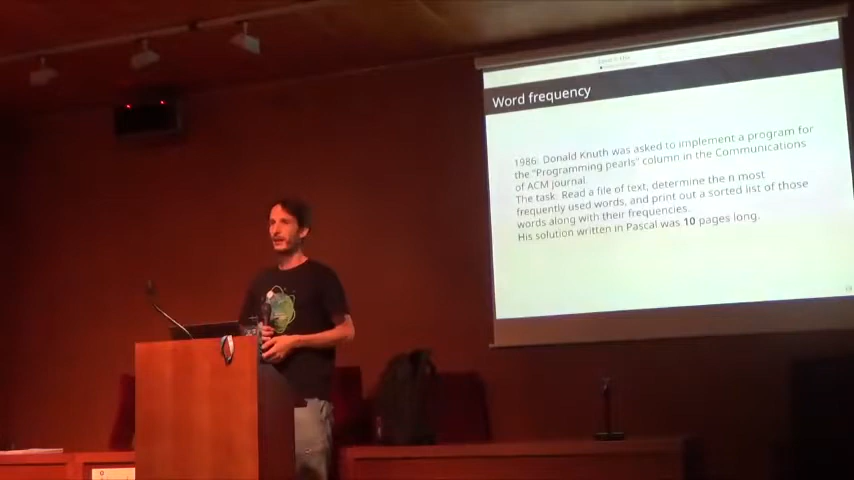 Word frequency
1986: Donald Knuth was asked to implement a program for
the "Programming pearls" column in the Communications
of ACM journal.
The task: Read a file of text, determine the n most
frequently used words, and print out a sorted list of those
words along with their frequencies.
His solution written in Pascal was 10 pages long.